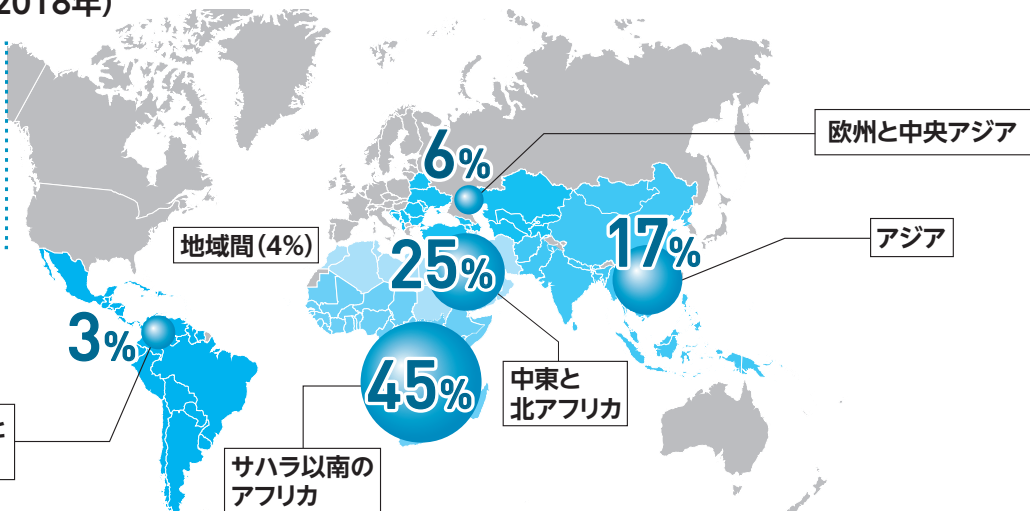 2018年）
6%
欧州と中央アジア
17%
アジア
地域間（4%）
25%
3%
中東と
北アフリカ
45%
と
サハラ以南の
アフリカ